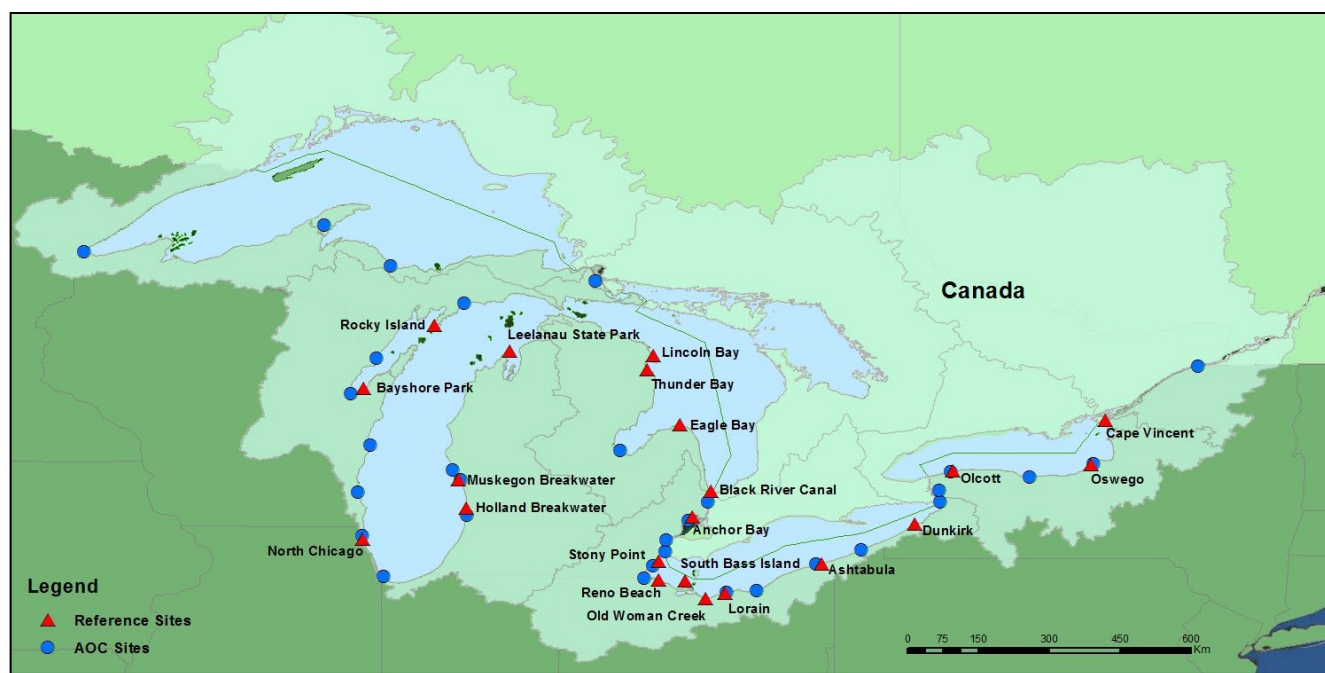 Canada
Rocky Island
Leelanau State Park
Lincoln Bay
Thunder Bay
Bayshore Park
Eagle Bay
Cape Vincent
Muskegon Breakwater
Olcott
Oswego
Black River Canal
Holland Breakwater
Anchor Bay
Dunkirk
North Chicago
Stony Point
South Bass Island
Ashtabula
Reno Beach
Lorain
Old Woman Creek
Legend
Reference Sites
AOC Sites
0 75 150 300 450 600
Km